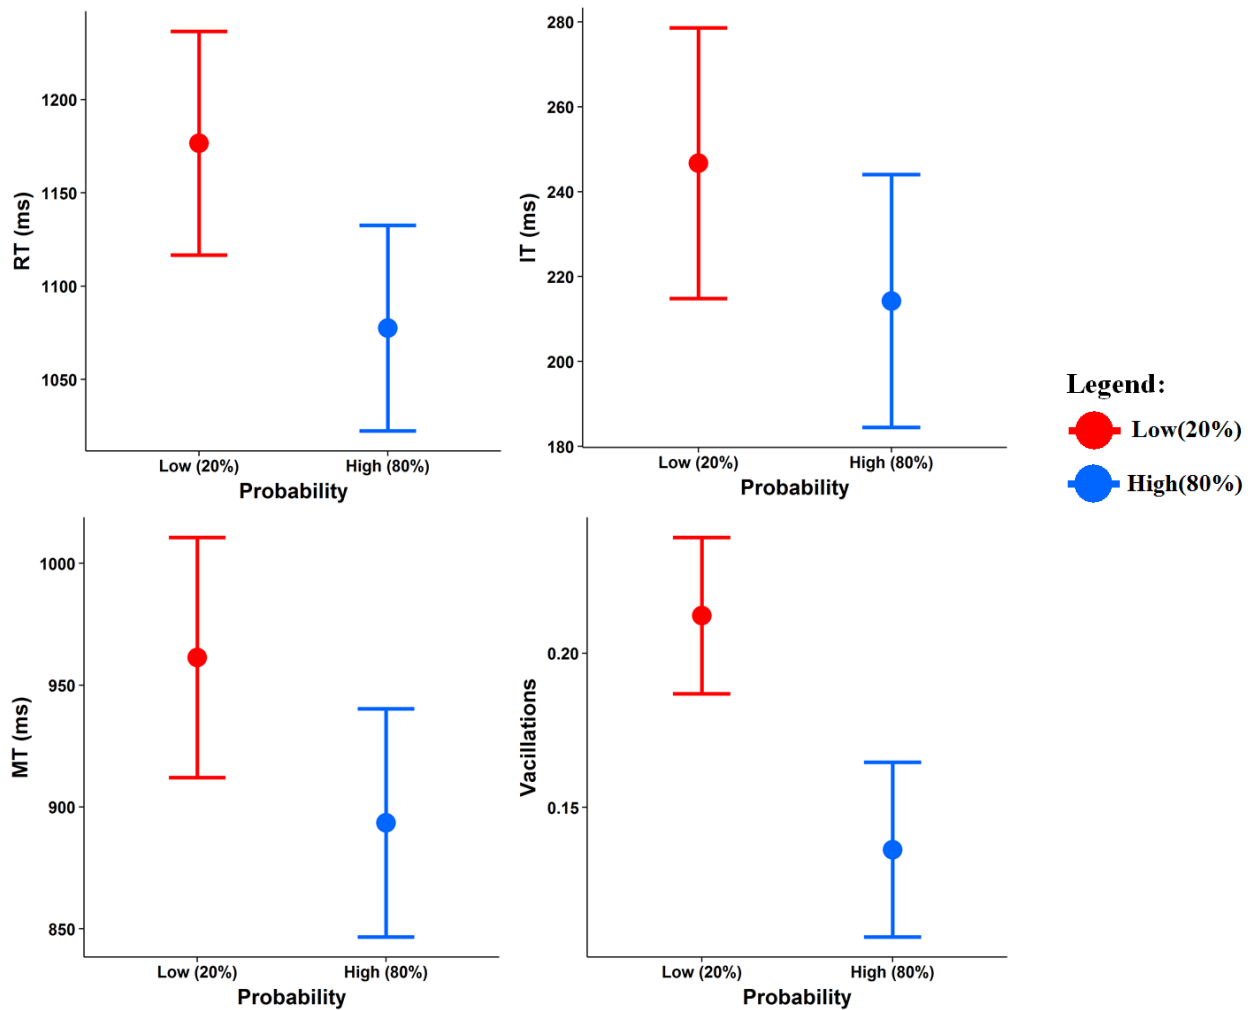 1200
1150
1100
1050
RT (ms)
Low (20%)
High (80%)
Probability
280
260
240
220
200
180
IT (ms)
Low (20%)
High (80%)
Probability
Legend:
Low(20%)
High(80%)
1000
950
900
850
MT (ms)
Low (20%)
High (80%)
Probability
0.20
0.15
Vacillations
Low (20%)
High (80%)
Probability